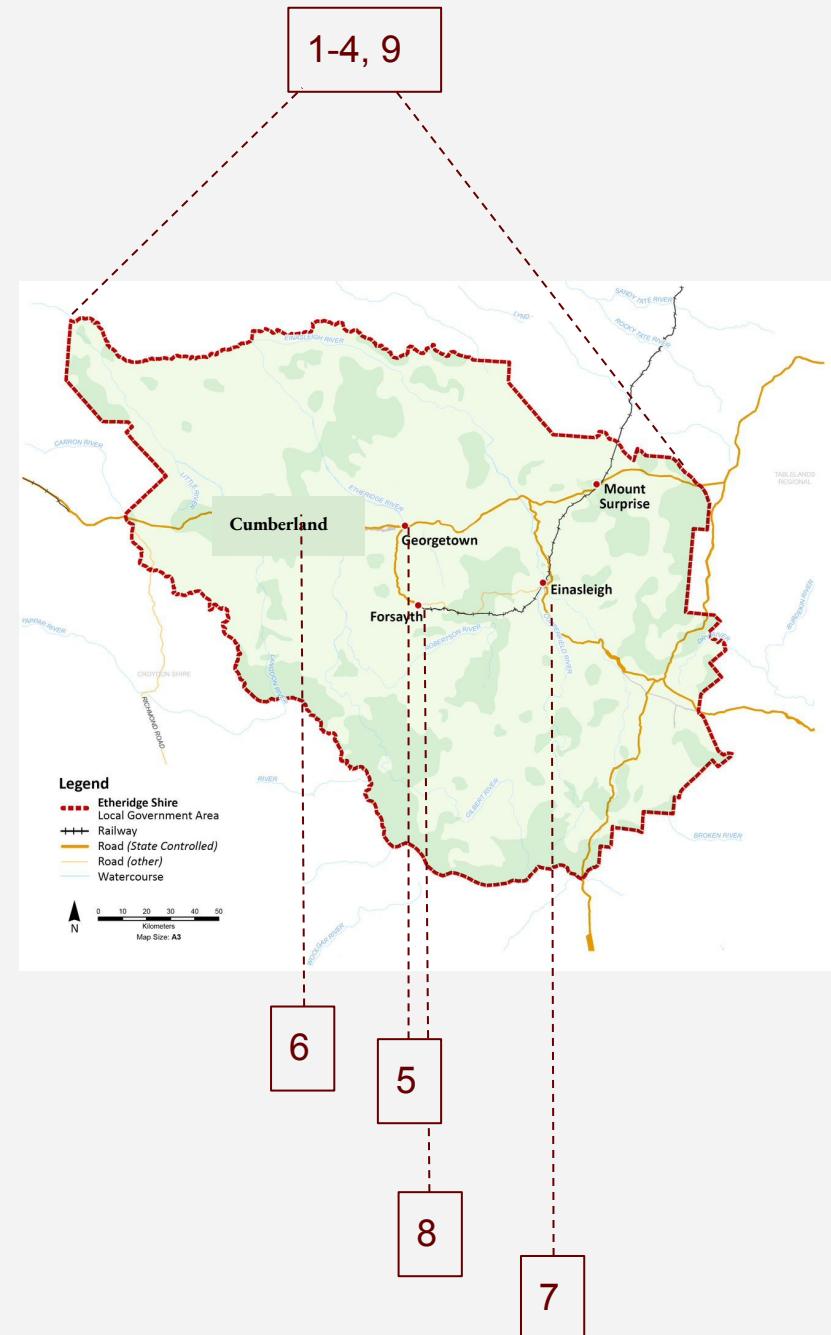 1-4, 9
SANDY TATE RIVER
LYND
ROCKY TATE RIVER
EINASLEIGH RIVER
CARRON RIVER
LITTLE RIVER
TABLELANDS
REGIONAL
ETHERIDGE RIVER
Mount
Surprise
Cumberland
Georgetown
Einasleigh
Forsayth
BURDEKIN RIVER
ROBERTSON RIVER
RIVER
CROYDON SHIRE
LANGDON RIVER
RICHMOND ROAD
RIVER
GILBERT RIVER
BROKEN RIVER
WOOLGAR RIVER
Legend
Etheridge Shire
Local Government Area
Railway
Road (State Controlled)
Road (other)
Watercourse
N
0 10 20 30 40 50
Kilometers
Map Size: A3
6
5
8
7